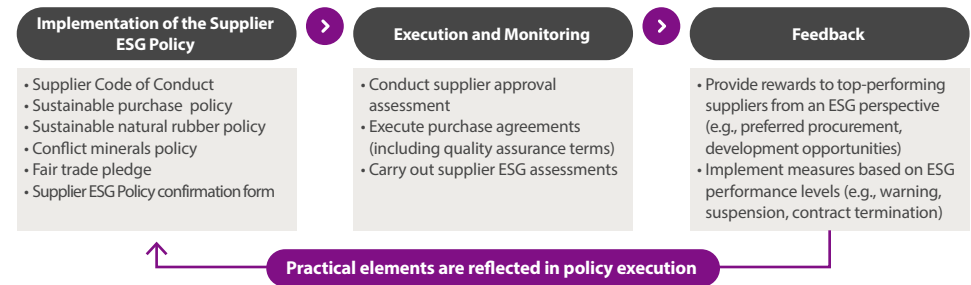 Implementation of the Supplier
ESG Policy
• Supplier Code of Conduct
• Sustainable purchase policy
• Sustainable natural rubber policy
• Conflict minerals policy
• Fair trade pledge
• Supplier ESG Policy confirmation form
Execution and Monitoring
• Conduct supplier approval
assessment
• Execute purchase agreements
(including quality assurance terms)
• Carry out supplier ESG assessments
Feedback
• Provide rewards to top-performing
suppliers from an ESG perspective
(e.g., preferred procurement,
development opportunities)
• Implement measures based on ESG
performance levels (e.g., warning,
suspension, contract termination)
Practical elements are reflected in policy execution